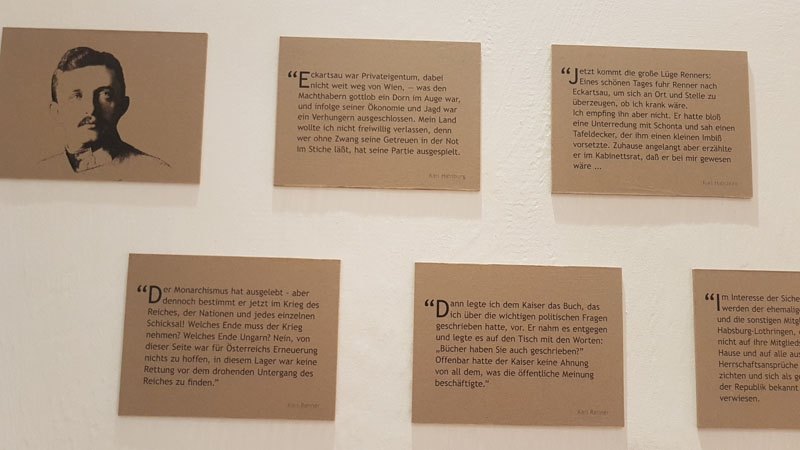 “Eckartsau war Privateigentum, dabei
nicht weit weg von Wien, – was den
Machthabern gottlob ein Dorn im Auge war,
und infolge seiner Ökonomie und Jagd war
ein Verhungern ausgeschlossen. Mein Land
wollte ich nicht freiwillig verlassen, denn
wer ohne Zwang seine Getreuen in der Not
im Stiche läßt, hat seine Partie ausgespielt.
Karl Habsburg
“Jetzt kommt die große Lüge Renners:
Eines schönen Tages fuhr Renner nach
Eckartsau, um sich an Ort und Stelle zu
überzeugen, ob ich krank wäre.
Ich empfing ihn aber nicht. Er hatte bloß
eine Unterredung mit Schonta und sah einen
Tafeldecker, der ihm einen kleinen Imbiß
vorsetzte. Zuhause angelangt aber erzählte
er im Kabinettsrat, daß er bei mir gewesen
wäre ...
Karl Habsburg
“Der Monarchismus hat ausgelebt - aber
dennoch bestimmt er jetzt im Krieg des
Reiches, der Nationen und jedes einzelnen
Schicksal! Welches Ende muss der Krieg
nehmen? Welches Ende Ungarn? Nein, von
dieser Seite war für Österreichs Erneuerung
nichts zu hoffen, in diesem Lager war keine
Rettung vor dem drohenden Untergang des
Reiches zu finden.“
Karl Renner
“Dann legte ich dem Kaiser das Buch, das
ich über die wichtigen politischen Fragen
geschrieben hatte, vor. Er nahm es entgegen
und legte es auf den Tisch mit den Worten:
„Bücher haben Sie auch geschrieben?”
Offenbar hatte der Kaiser keine Ahnung
von all dem, was die öffentliche Meinung
beschäftigte.“
Karl Renner
“Im Interesse der Siche
werden der ehemalig
und die sonstigen Mitgl
Habsburg-Lothringen,
nicht auf ihre Mitglieds
Hause und auf alle aus
Herrschaftsansprüche
zichten und sich als ge
der Republik bekannt
verwiesen.